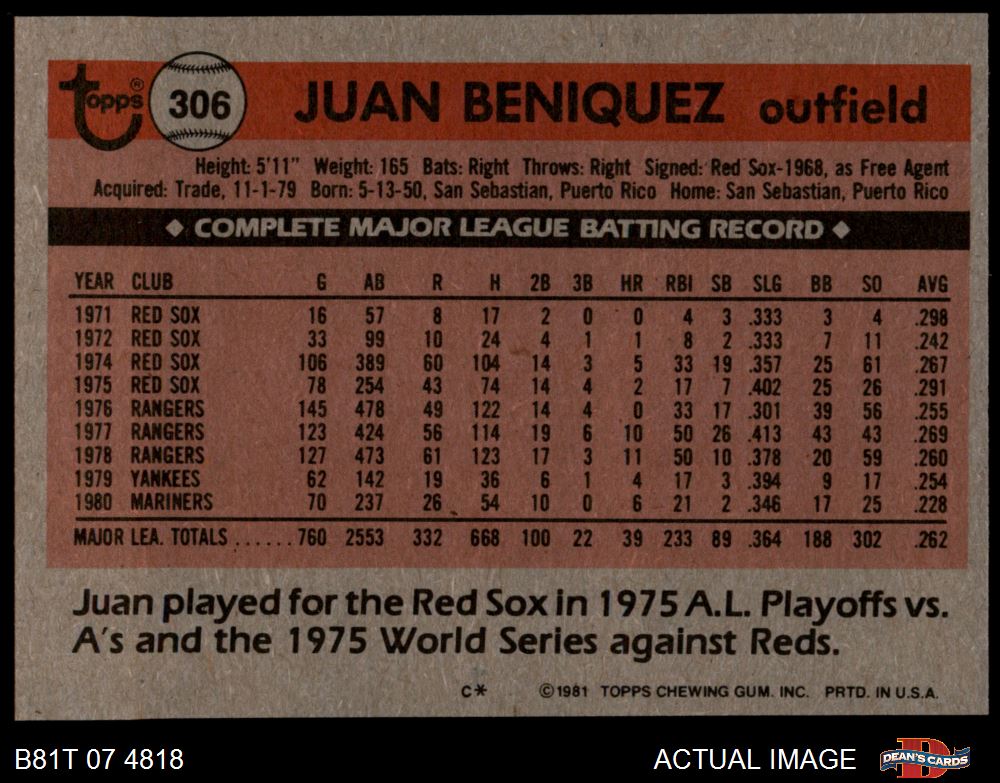 topps® 306 JUAN BENIQUEZ outfield
Height: 5'11" Weight: 165 Bats: Right Throws: Right Signed: Red Sox-1968, as Free Agent
Acquired: Trade, 11-1-79 Born: 5-13-50, San Sebastian, Puerto Rico Home: San Sebastian, Puerto Rico
◆ COMPLETE MAJOR LEAGUE BATTING RECORD ◆
YEAR CLUB G AB R H 2B 3B HR RBI SB SLG BB SO AVG
1971 RED SOX 16 57 8 17 2 0 0 4 3 .333 3 4 .298
1972 RED SOX 33 99 10 24 4 1 1 8 2 .333 7 11 .242
1974 RED SOX 106 389 60 104 14 3 5 33 19 .357 25 61 .267
1975 RED SOX 78 254 43 74 14 4 2 17 7 .402 25 26 .291
1976 RANGERS 145 478 49 122 14 4 0 33 17 .301 39 56 .255
1977 RANGERS 123 424 56 114 19 6 10 50 26 .413 43 43 .269
1978 RANGERS 127 473 61 123 17 3 11 50 10 .378 20 59 .260
1979 YANKEES 62 142 19 36 6 1 4 17 3 .394 9 17 .254
1980 MARINERS 70 237 26 54 10 0 6 21 2 .346 17 25 .228
MAJOR LEA. TOTALS ...... 760 2553 332 668 100 22 39 233 89 .364 188 302 .262
Juan played for the Red Sox in 1975 A.L. Playoffs vs.
A's and the 1975 World Series against Reds.
C* ©1981 TOPPS CHEWING GUM. INC. PRTD. IN U.S.A.
B81T 07 4818 ACTUAL IMAGE DEAN'S CARDS